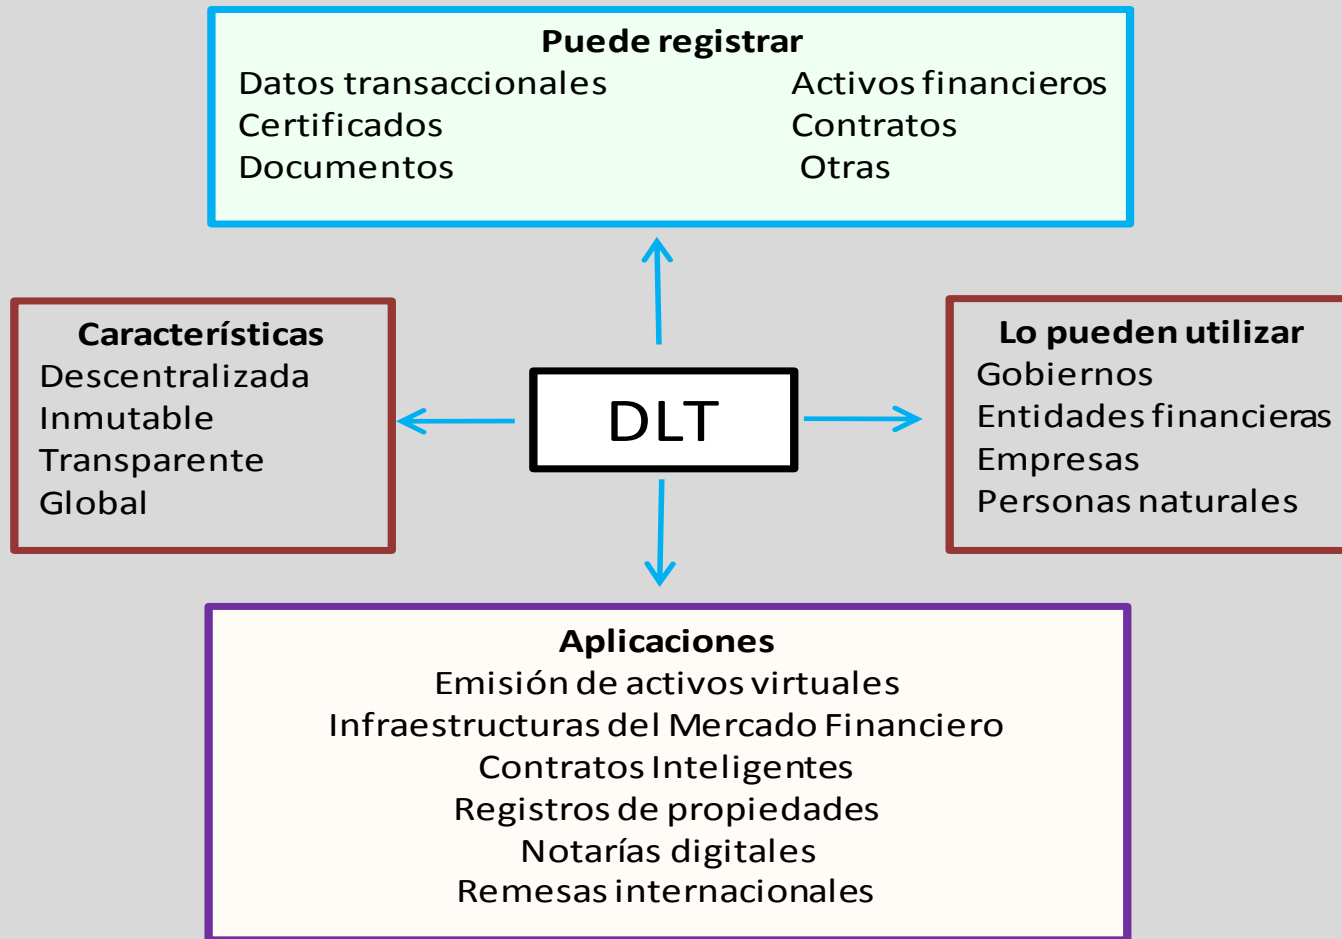 Puede registrar
Datos transaccionales
Certificados
Documentos
Activos financieros
Contratos
Otras
Características
Descentralizada
Inmutable
Transparente
Global
DLT
Lo pueden utilizar
Gobiernos
Entidades financieras
Empresas
Personas naturales
Aplicaciones
Emisión de activos virtuales
Infraestructuras del Mercado Financiero
Contratos Inteligentes
Registros de propiedades
Notarías digitales
Remesas internacionales